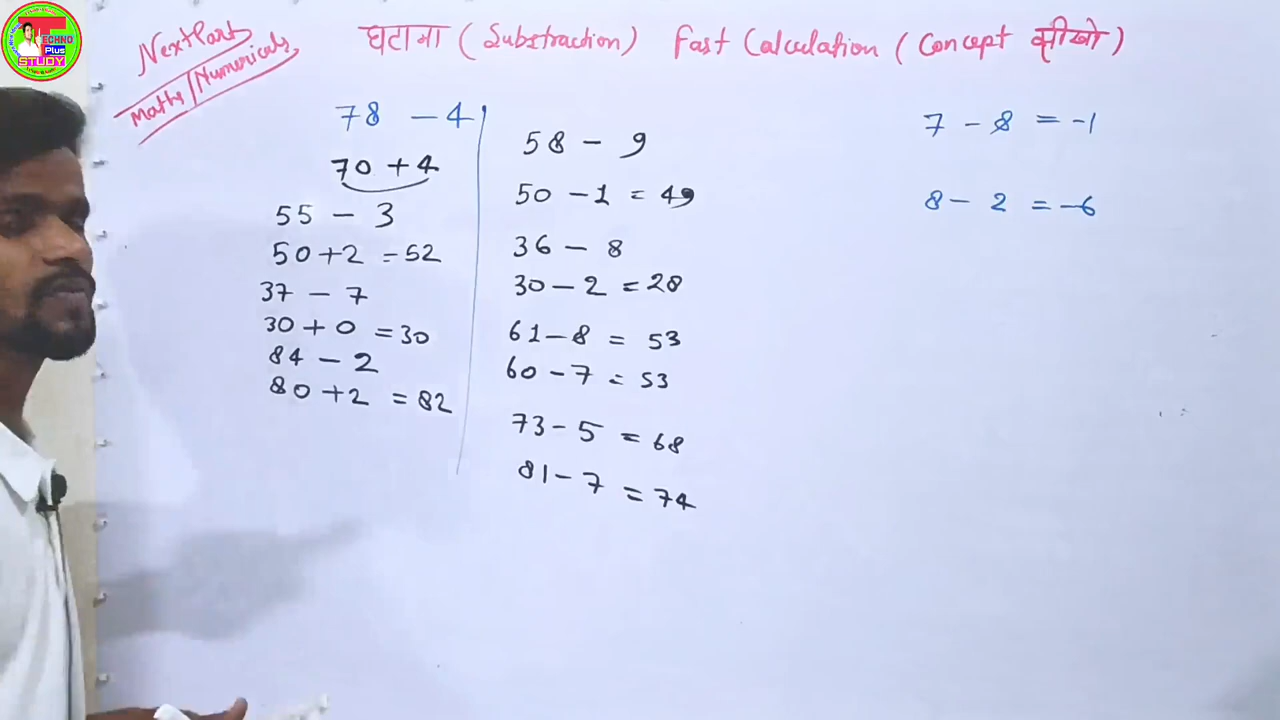 TECHNO
Plus
STUDY
Next Part
Maths/Numericals
घटाना (Substraction) Fast Calculation (Concept सीखो)
78 - 4
70 + 4
55 - 3
50 + 2 = 52
37 - 7
30 + 0 = 30
84 - 2
80 + 2 = 82
58 - 9
50 - 1 = 49
36 - 8
30 - 2 = 28
61 - 8 = 53
60 - 7 = 53
73 - 5 = 68
81 - 7 = 74
7 - 8 = -1
8 - 2 = -6